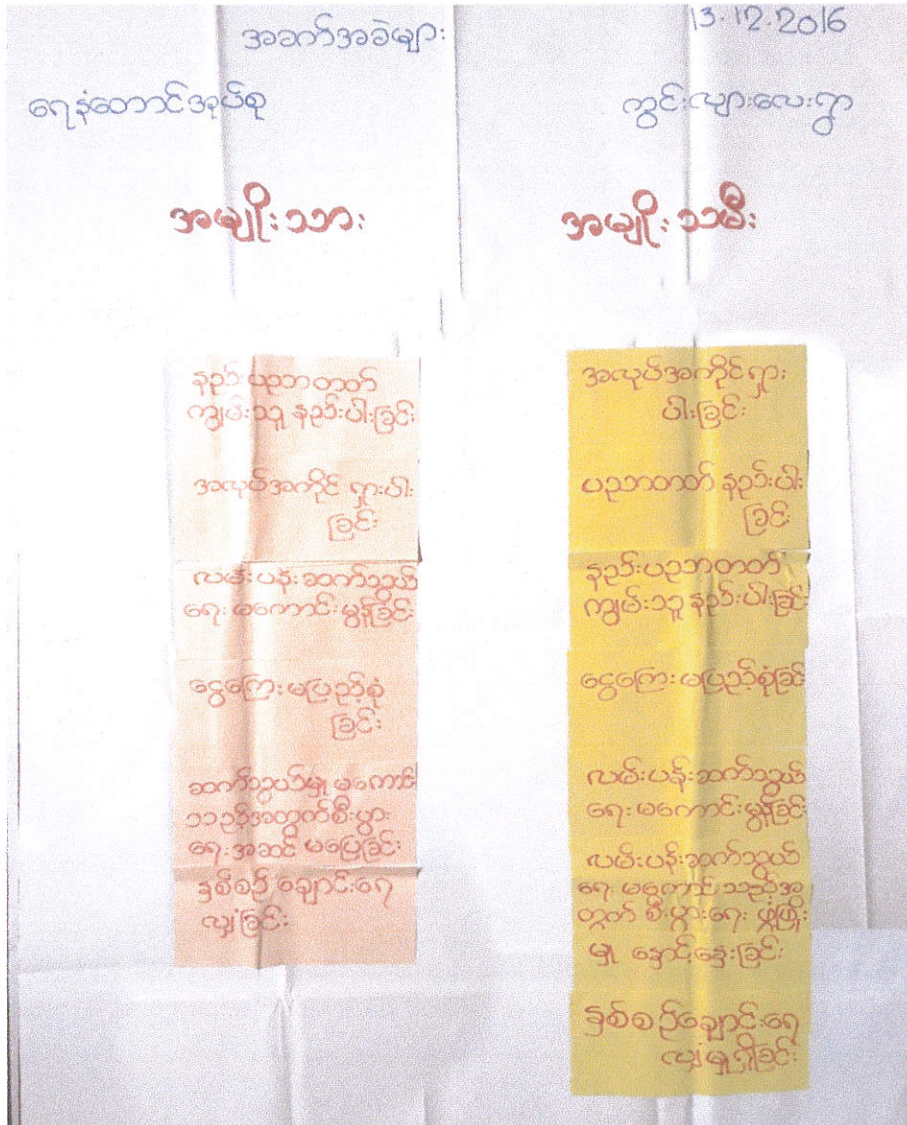 အခက်အခဲများ
13.12.2016
ရေနံတောင်အုပ်စု
ကွင်းလျားလေးရွာ
အမျိုးသား
အမျိုးသမီး
နည်းပညာတတ်
ကျွမ်းသူ နည်းပါးခြင်း
အလုပ်အကိုင် ရှားပါး
ခြင်း
လမ်းပန်းဆက်သွယ်
ရေး မကောင်းမွန်ခြင်း
ငွေကြေး မပြည့်စုံ
ခြင်း
ဆက်သွယ်မှု မကောင်း
သည့်အတွက်စီးပွား
ရေးအဆင် မပြေခြင်း
နှစ်စဉ် ချောင်းရေ
လျှံခြင်း
အလုပ်အကိုင်ရှား
ပါးခြင်း
ပညာတတ် နည်းပါး
ခြင်း
နည်းပညာတတ်
ကျွမ်းသူ နည်းပါးခြင်း
ငွေကြေး မပြည့်စုံခြင်း
လမ်းပန်းဆက်သွယ်
ရေး မကောင်းမွန်ခြင်း
လမ်းပန်းဆက်သွယ်
ရေး မကောင်းသည့်အ
တွက် စီးပွားရေး ဖွံ့ဖြိုး
မှု နှောင့်နှေးခြင်း
နှစ်စဉ်ချောင်းရေ
လျှံမှုရှိခြင်း